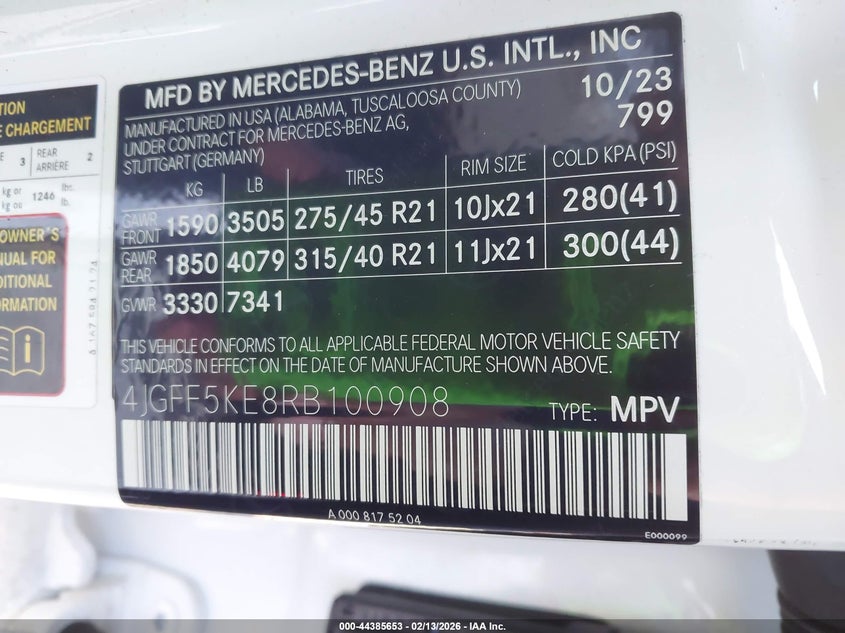 MFD BY MERCEDES-BENZ U.S. INTL., INC
MANUFACTURED IN USA (ALABAMA, TUSCALOOSA COUNTY) 10/23
UNDER CONTRACT FOR MERCEDES-BENZ AG, 799
STUTTGART (GERMANY)
KG LB TIRES RIM SIZE COLD KPA (PSI)
GAWR FRONT 1590 3505 275/45 R21 10Jx21 280(41)
GAWR REAR 1850 4079 315/40 R21 11Jx21 300(44)
GVWR 3330 7341
THIS VEHICLE CONFORMS TO ALL APPLICABLE FEDERAL MOTOR VEHICLE SAFETY
STANDARDS IN EFFECT ON THE DATE OF MANUFACTURE SHOWN ABOVE.
4JGFF5KE8RB100908 TYPE: MPV
A 000 817 52 04
E000099
CHARGEMENT
3 REAR ARRIÈRE 2
kg or lbs.
kg ou 1246 lb.
OWNER'S
FOR
i
000-44385653 - 02/13/2026 - IAA Inc.